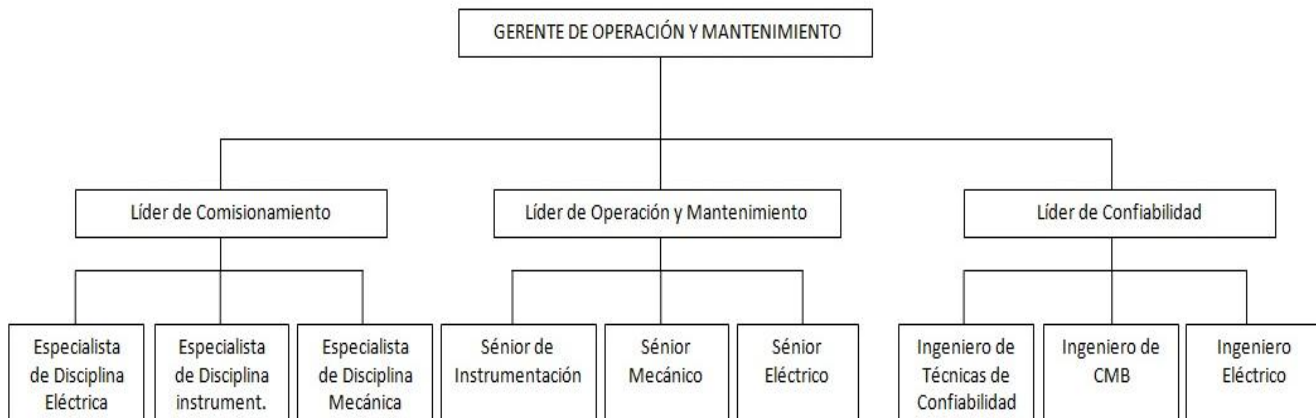 GERENTE DE OPERACIÓN Y MANTENIMIENTO
Líder de Comisionamiento
Líder de Operación y Mantenimiento
Líder de Confiabilidad
Especialista
de Disciplina
Eléctrica
Especialista
de Disciplina
instrument.
Especialista
de Disciplina
Mecánica
Sénior de
Instrumentación
Sénior
Mecánico
Sénior
Eléctrico
Ingeniero de
Técnicas de
Confiabilidad
Ingeniero de
CMB
Ingeniero
Eléctrico